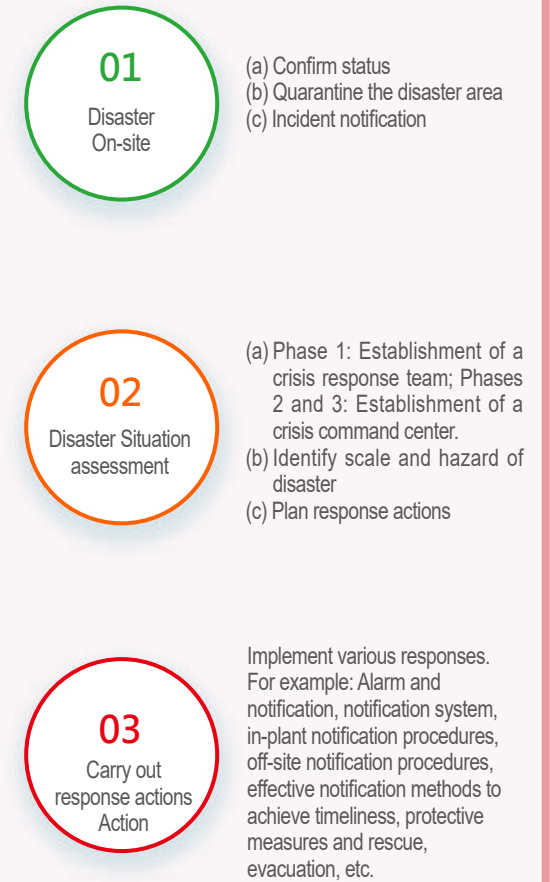 01
Disaster
On-site
(a) Confirm status
(b) Quarantine the disaster area
(c) Incident notification
02
Disaster Situation
assessment
(a) Phase 1: Establishment of a
crisis response team; Phases
2 and 3: Establishment of a
crisis command center.
(b) Identify scale and hazard of
disaster
(c) Plan response actions
03
Carry out
response actions
Action
Implement various responses.
For example: Alarm and
notification, notification system,
in-plant notification procedures,
off-site notification procedures,
effective notification methods to
achieve timeliness, protective
measures and rescue,
evacuation, etc.